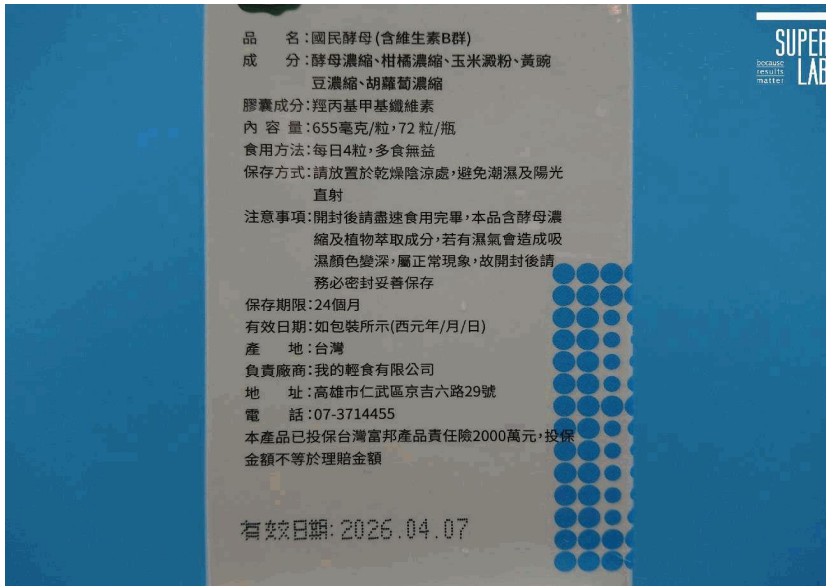 品　　名:國民酵母(含維生素B群)
成　　分:酵母濃縮、柑橘濃縮、玉米澱粉、黃豌
豆濃縮、胡蘿蔔濃縮
膠囊成分:羥丙基甲基纖維素
內 容 量:655毫克/粒,72粒/瓶
食用方法:每日4粒,多食無益
保存方式:請放置於乾燥陰涼處,避免潮濕及陽光
直射
注意事項:開封後請盡速食用完畢,本品含酵母濃
縮及植物萃取成分,若有濕氣會造成吸
濕顏色變深,屬正常現象,故開封後請
務必密封妥善保存
保存期限:24個月
有效日期:如包裝所示(西元年/月/日)
產　　地:台灣
負責廠商:我的輕食有限公司
地　　址:高雄市仁武區京吉六路29號
電　　話:07-3714455
本產品已投保台灣富邦產品責任險2000萬元,投保
金額不等於理賠金額
有效日期:2026.04.07
SUPER
LAB
because
results
matter